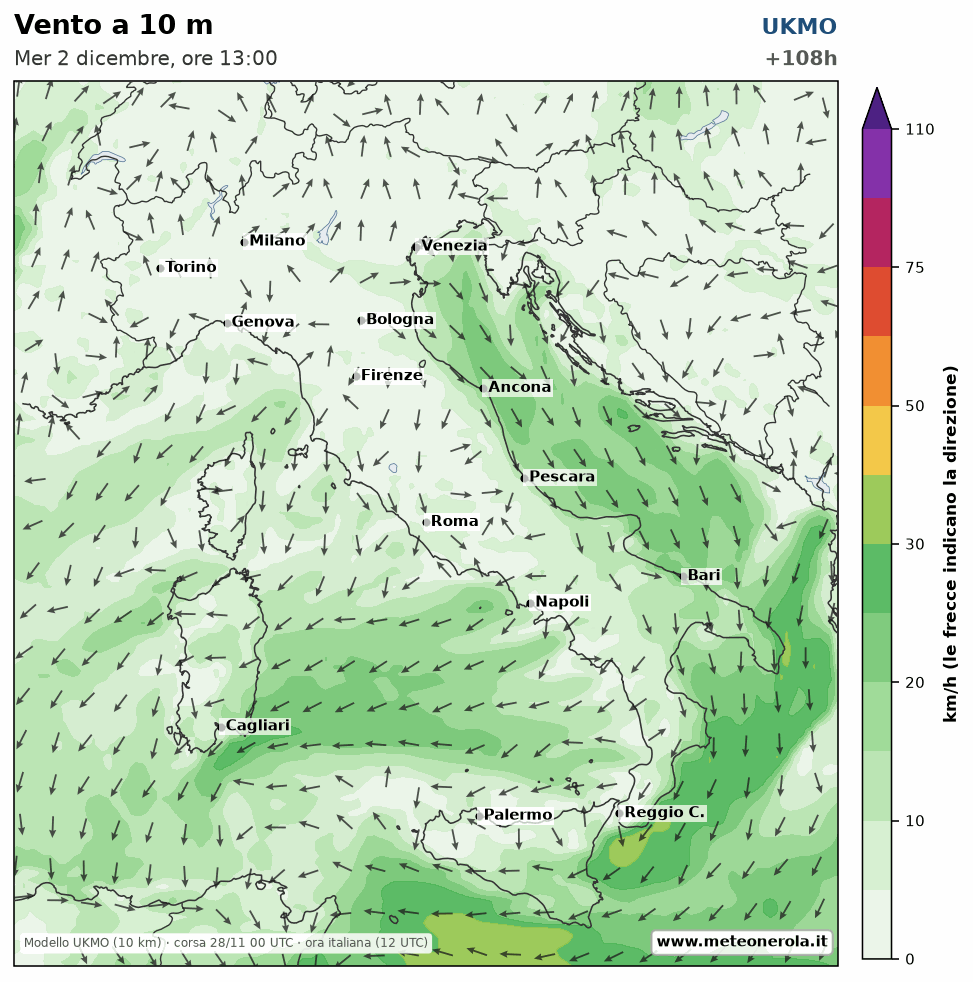 Vento a 10 m
UKMO
Mer 2 dicembre, ore 13:00
+108h
Milano
Venezia
Torino
Genova
Bologna
Firenze
Ancona
Pescara
Roma
Bari
Napoli
Cagliari
Palermo
Reggio C.
110
75
50
30
20
10
0
km/h (le frecce indicano la direzione)
Modello UKMO (10 km) · corsa 28/11 00 UTC · ora italiana (12 UTC)
www.meteonerola.it